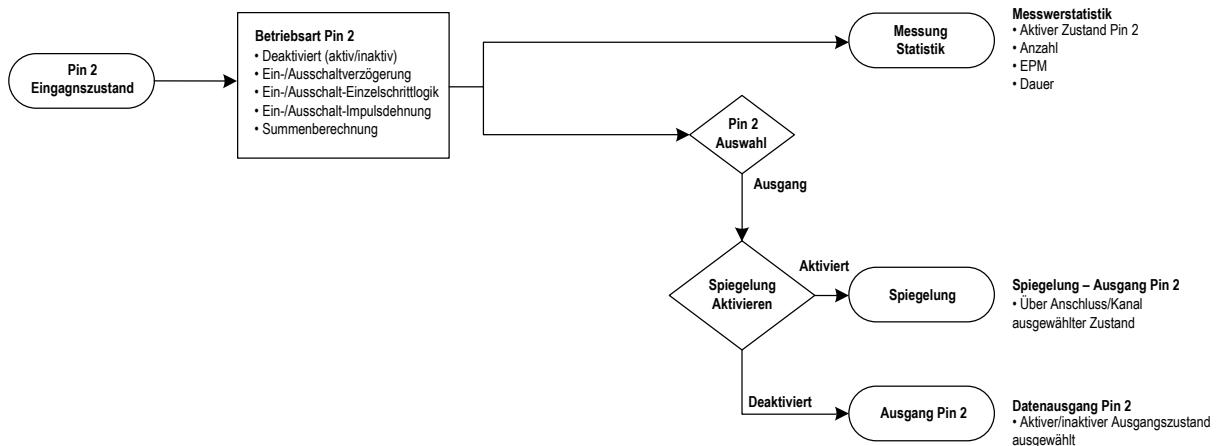 Pin 2
Eingagnszustand
Betriebsart Pin 2
• Deaktiviert (aktiv/inaktiv)
• Ein-/Ausschaltverzögerung
• Ein-/Ausschalt-Einzelschrittlogik
• Ein-/Ausschalt-Impulsdehnung
• Summenberechnung
Messung
Statistik
Messwerstatistik
• Aktiver Zustand Pin 2
• Anzahl
• EPM
• Dauer
Pin 2
Auswahl
Ausgang
Spiegelung
Aktivieren
Aktiviert
Spiegelung
Spiegelung – Ausgang Pin 2
• Über Anschluss/Kanal
ausgewählter Zustand
Deaktiviert
Ausgang Pin 2
Datenausgang Pin 2
• Aktiver/inaktiver Ausgangszustand
ausgewählt